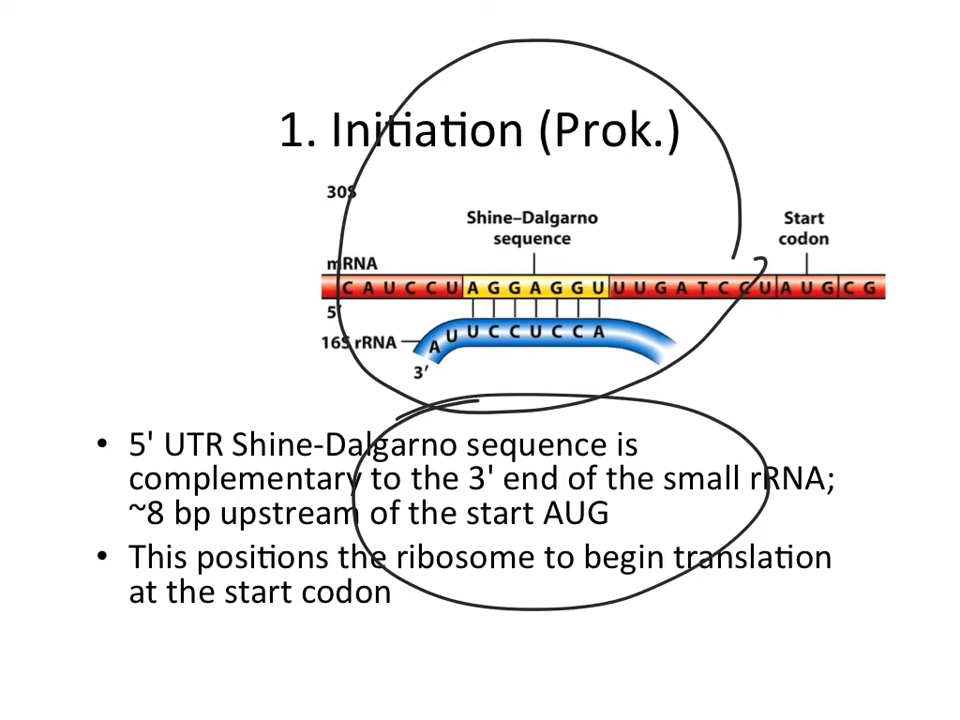 1. Initiation (Prok.)
30S
Shine–Dalgarno
sequence
Start
codon
mRNA
C A U C C U A G G A G G U U U G A T C C U A U G C G
5′
16S rRNA
A U U C C U C C A
3′
• 5' UTR Shine-Dalgarno sequence is
complementary to the 3' end of the small rRNA;
~8 bp upstream of the start AUG
• This positions the ribosome to begin translation
at the start codon